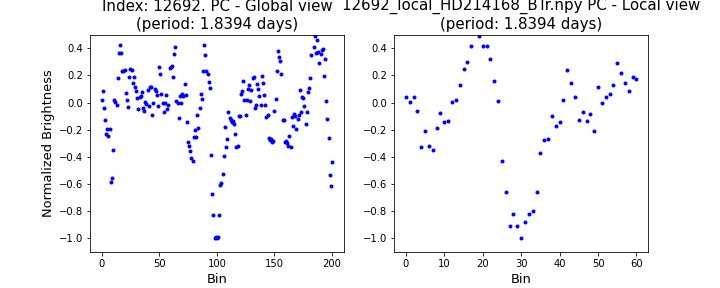 Index: 12692. PC - Global view
(period: 1.8394 days)
12692_local_HD214168_BTr.npy PC - Local view
(period: 1.8394 days)
Normalized Brightness
0.4
0.2
0.0
−0.2
−0.4
−0.6
−0.8
−1.0
0 50 100 150 200
Bin
0.4
0.2
0.0
−0.2
−0.4
−0.6
−0.8
−1.0
0 10 20 30 40 50 60
Bin